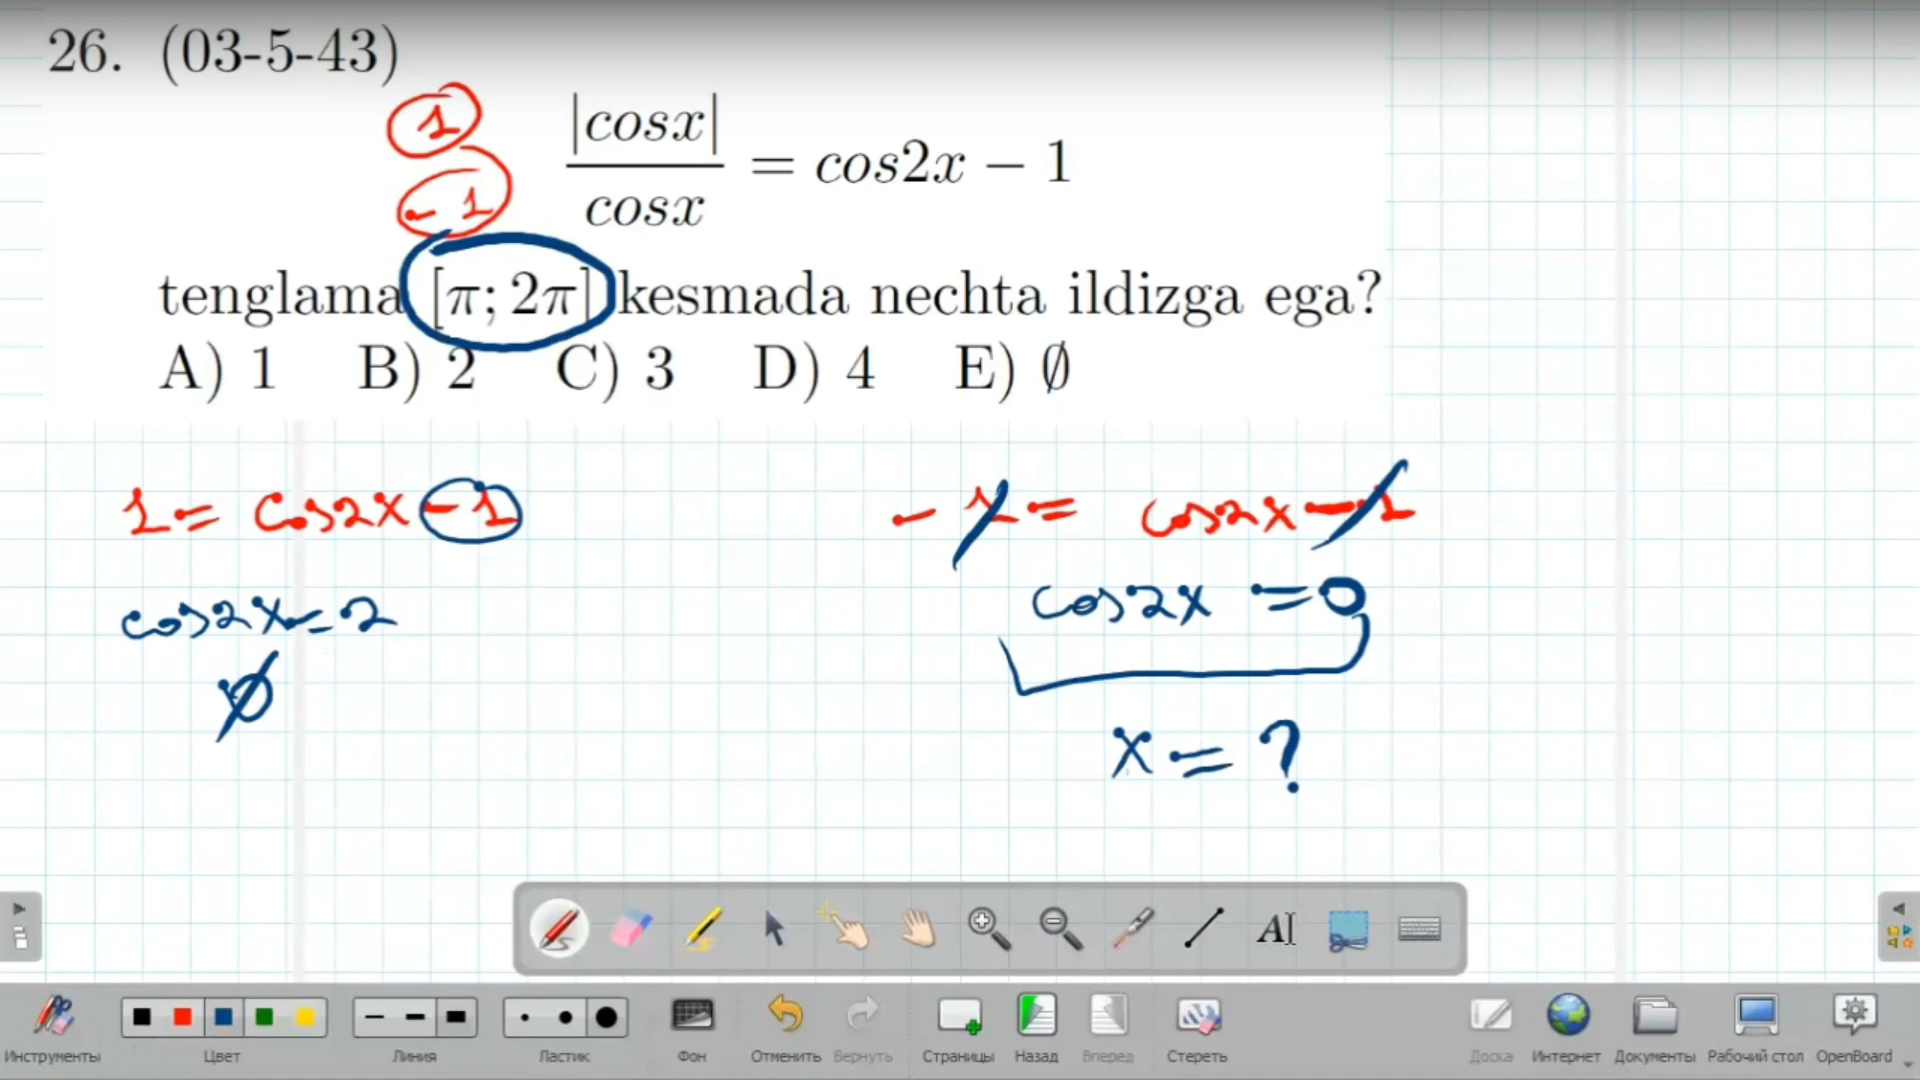 26. (03-5-43)
1
-1
|cosx|
cosx
= cos2x − 1
tenglama [π; 2π] kesmada nechta ildizga ega?
A) 1 B) 2 C) 3 D) 4 E) ∅
1 = cos2x -1
cos2x = 2
∅
-1 = cos2x -1
cos2x = 0
x = ?
A
Инструменты
Цвет
Линия
Ластик
Фон
Отменить
Вернуть
Страницы
Назад
Вперед
Стереть
Доска
Интернет
Документы
Рабочий стол
OpenBoard